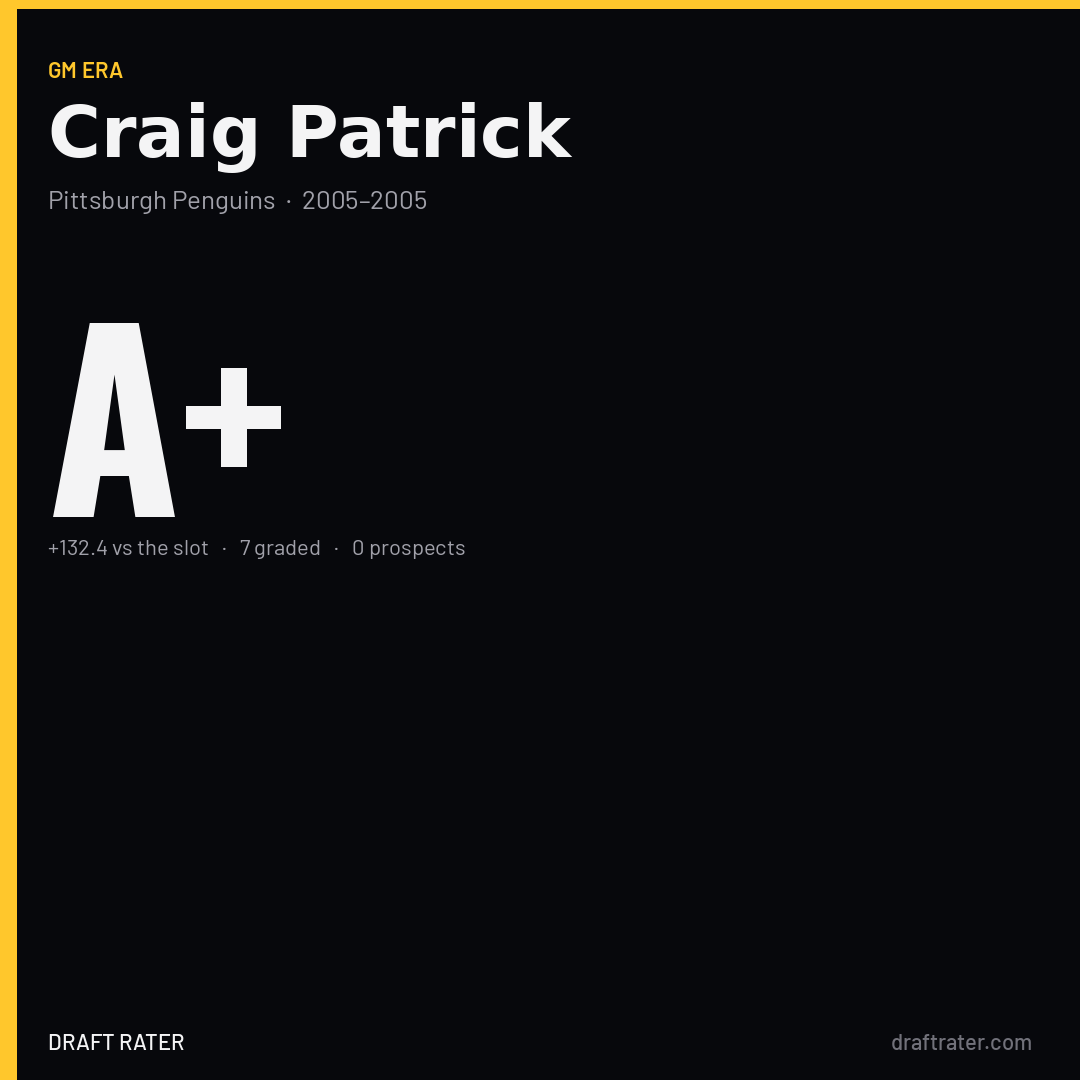 GM ERA
Craig Patrick
Pittsburgh Penguins · 2005–2005
A+
+132.4 vs the slot · 7 graded · 0 prospects
DRAFT RATER
draftrater.com